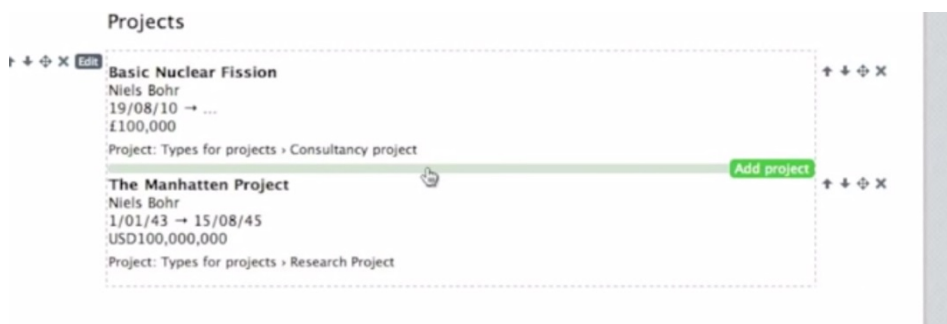 Projects
Edit
Basic Nuclear Fission
Niels Bohr
19/08/10 → ...
£100,000
Project: Types for projects › Consultancy project
Add project
The Manhatten Project
Niels Bohr
1/01/43 → 15/08/45
USD100,000,000
Project: Types for projects › Research Project